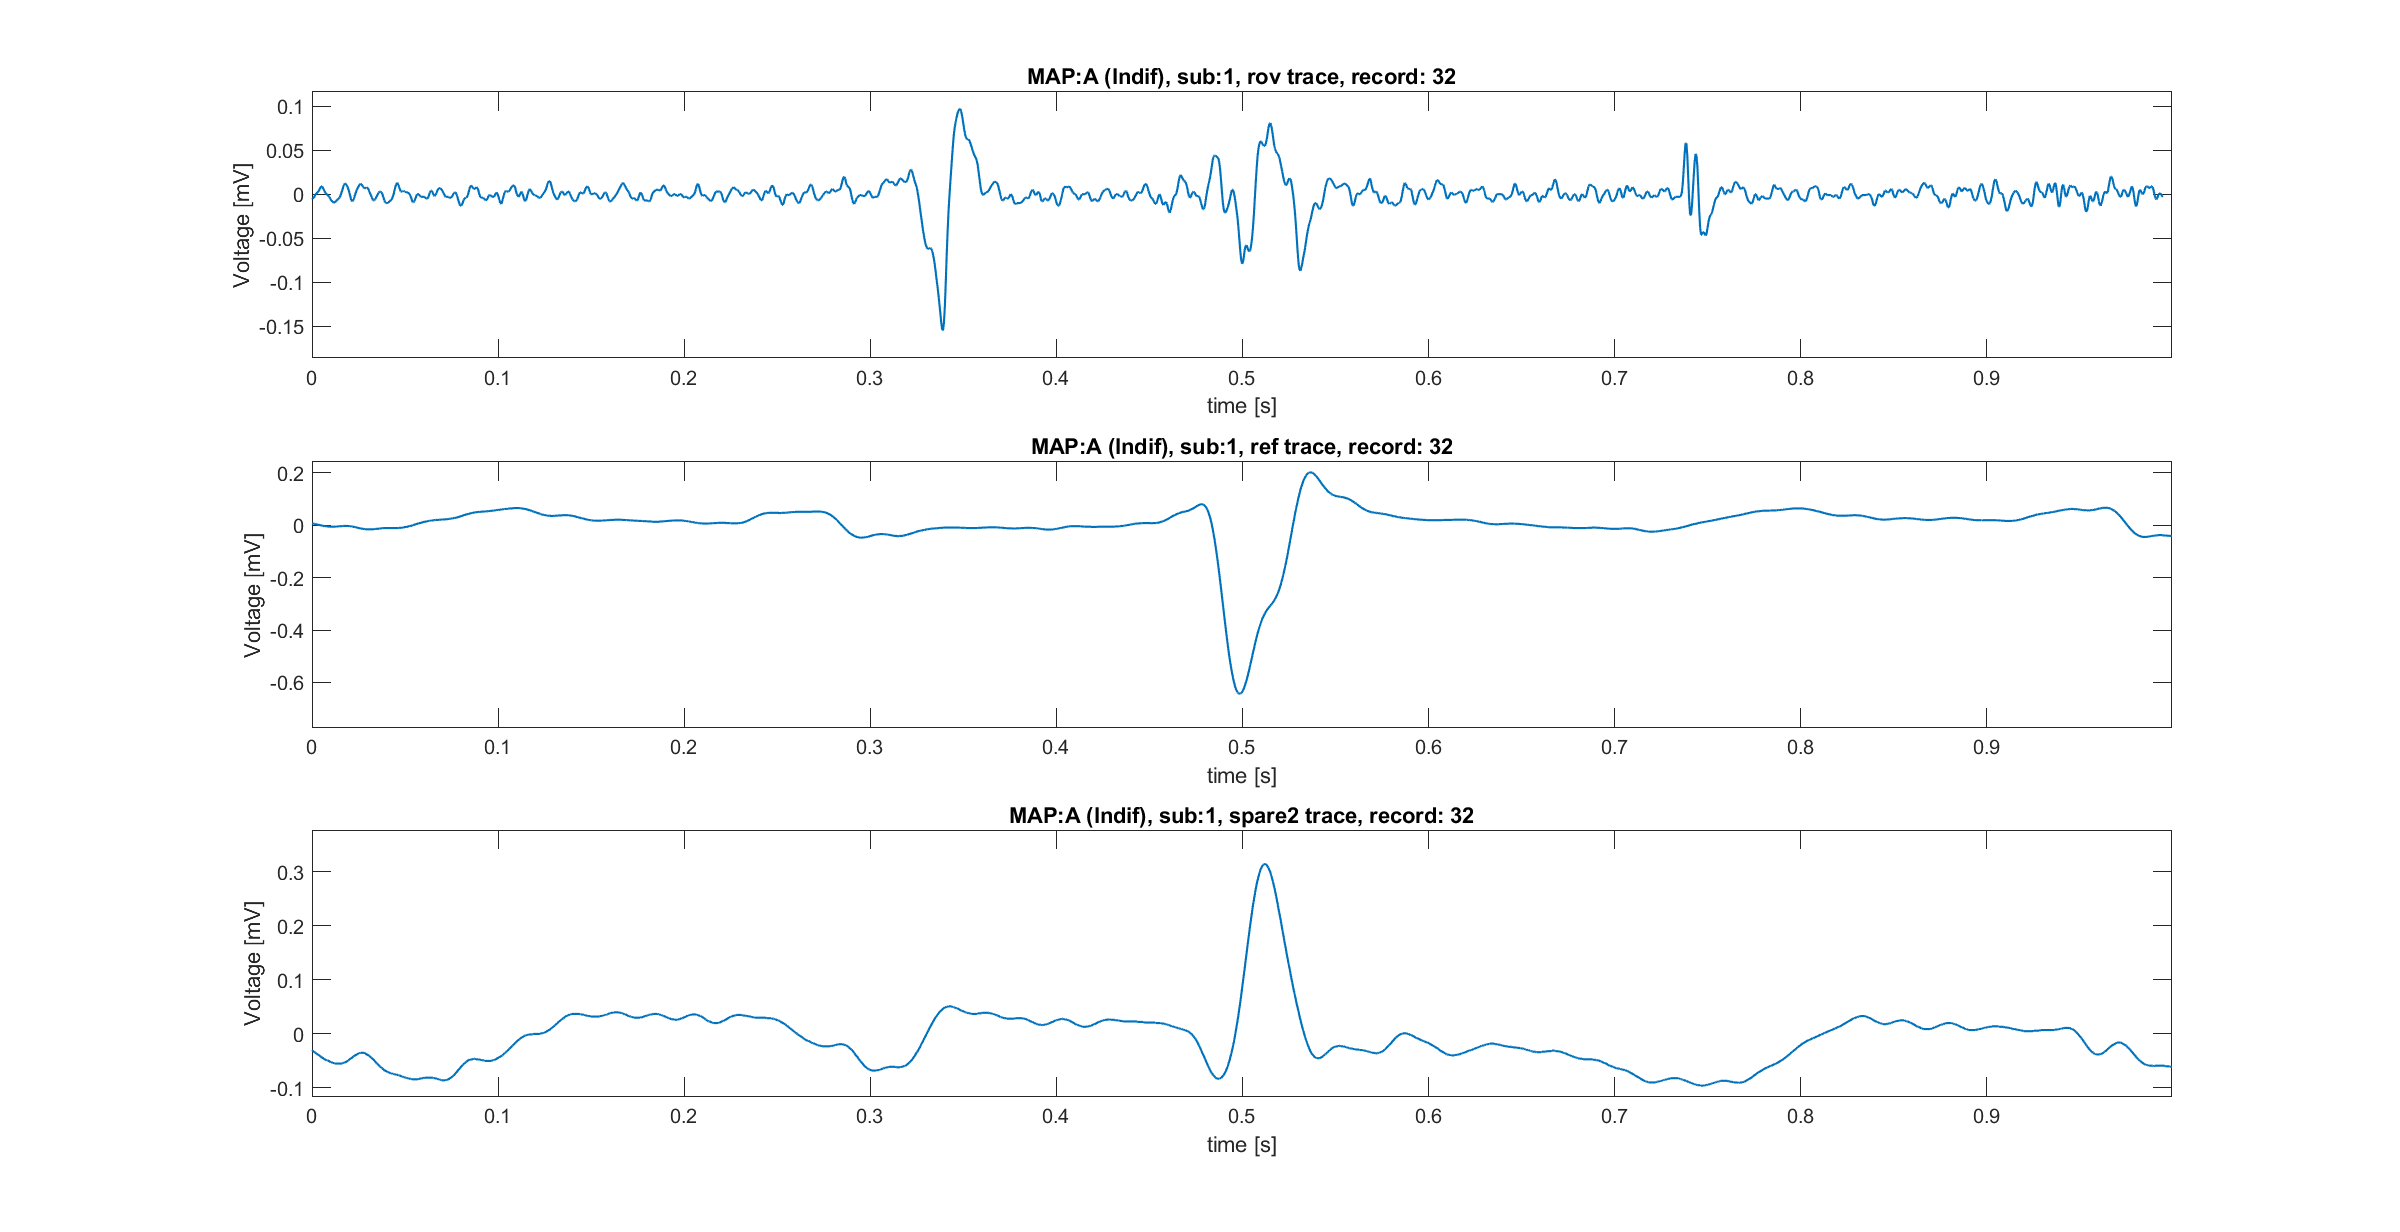 MAP:A (Indif), sub:1, rov trace, record: 32
Voltage [mV]
0.1
0.05
0
-0.05
-0.1
-0.15
0 0.1 0.2 0.3 0.4 0.5 0.6 0.7 0.8 0.9
time [s]
MAP:A (Indif), sub:1, ref trace, record: 32
Voltage [mV]
0.2
0
-0.2
-0.4
-0.6
0 0.1 0.2 0.3 0.4 0.5 0.6 0.7 0.8 0.9
time [s]
MAP:A (Indif), sub:1, spare2 trace, record: 32
Voltage [mV]
0.3
0.2
0.1
0
-0.1
0 0.1 0.2 0.3 0.4 0.5 0.6 0.7 0.8 0.9
time [s]